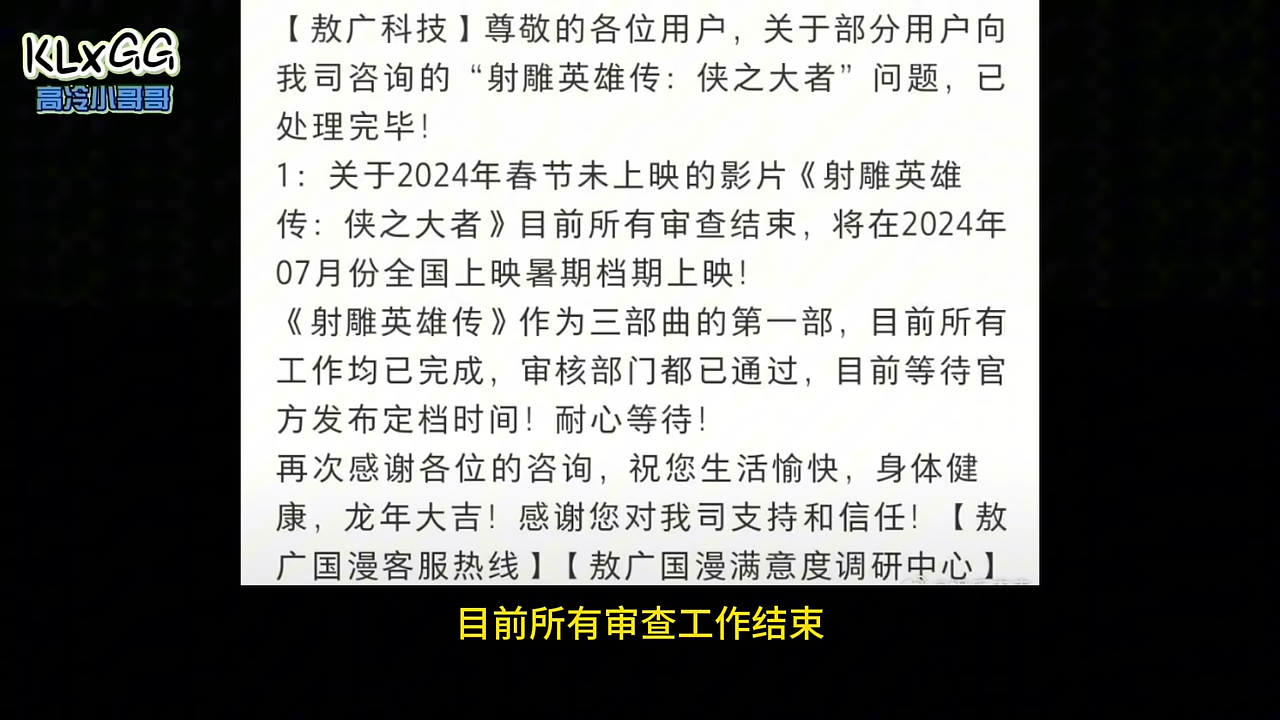 KLxGG
高冷小哥哥
【敖广科技】尊敬的各位用户，关于部分用户向
我司咨询的“射雕英雄传：侠之大者”问题，已
处理完毕！
1：关于2024年春节未上映的影片《射雕英雄
传：侠之大者》目前所有审查结束，将在2024年
07月份全国上映暑期档期上映！
《射雕英雄传》作为三部曲的第一部，目前所有
工作均已完成，审核部门都已通过，目前等待官
方发布定档时间！耐心等待！
再次感谢各位的咨询，祝您生活愉快，身体健
康，龙年大吉！感谢您对我司支持和信任！【敖
广国漫客服热线】【敖广国漫满意度调研中心】
目前所有审查工作结束